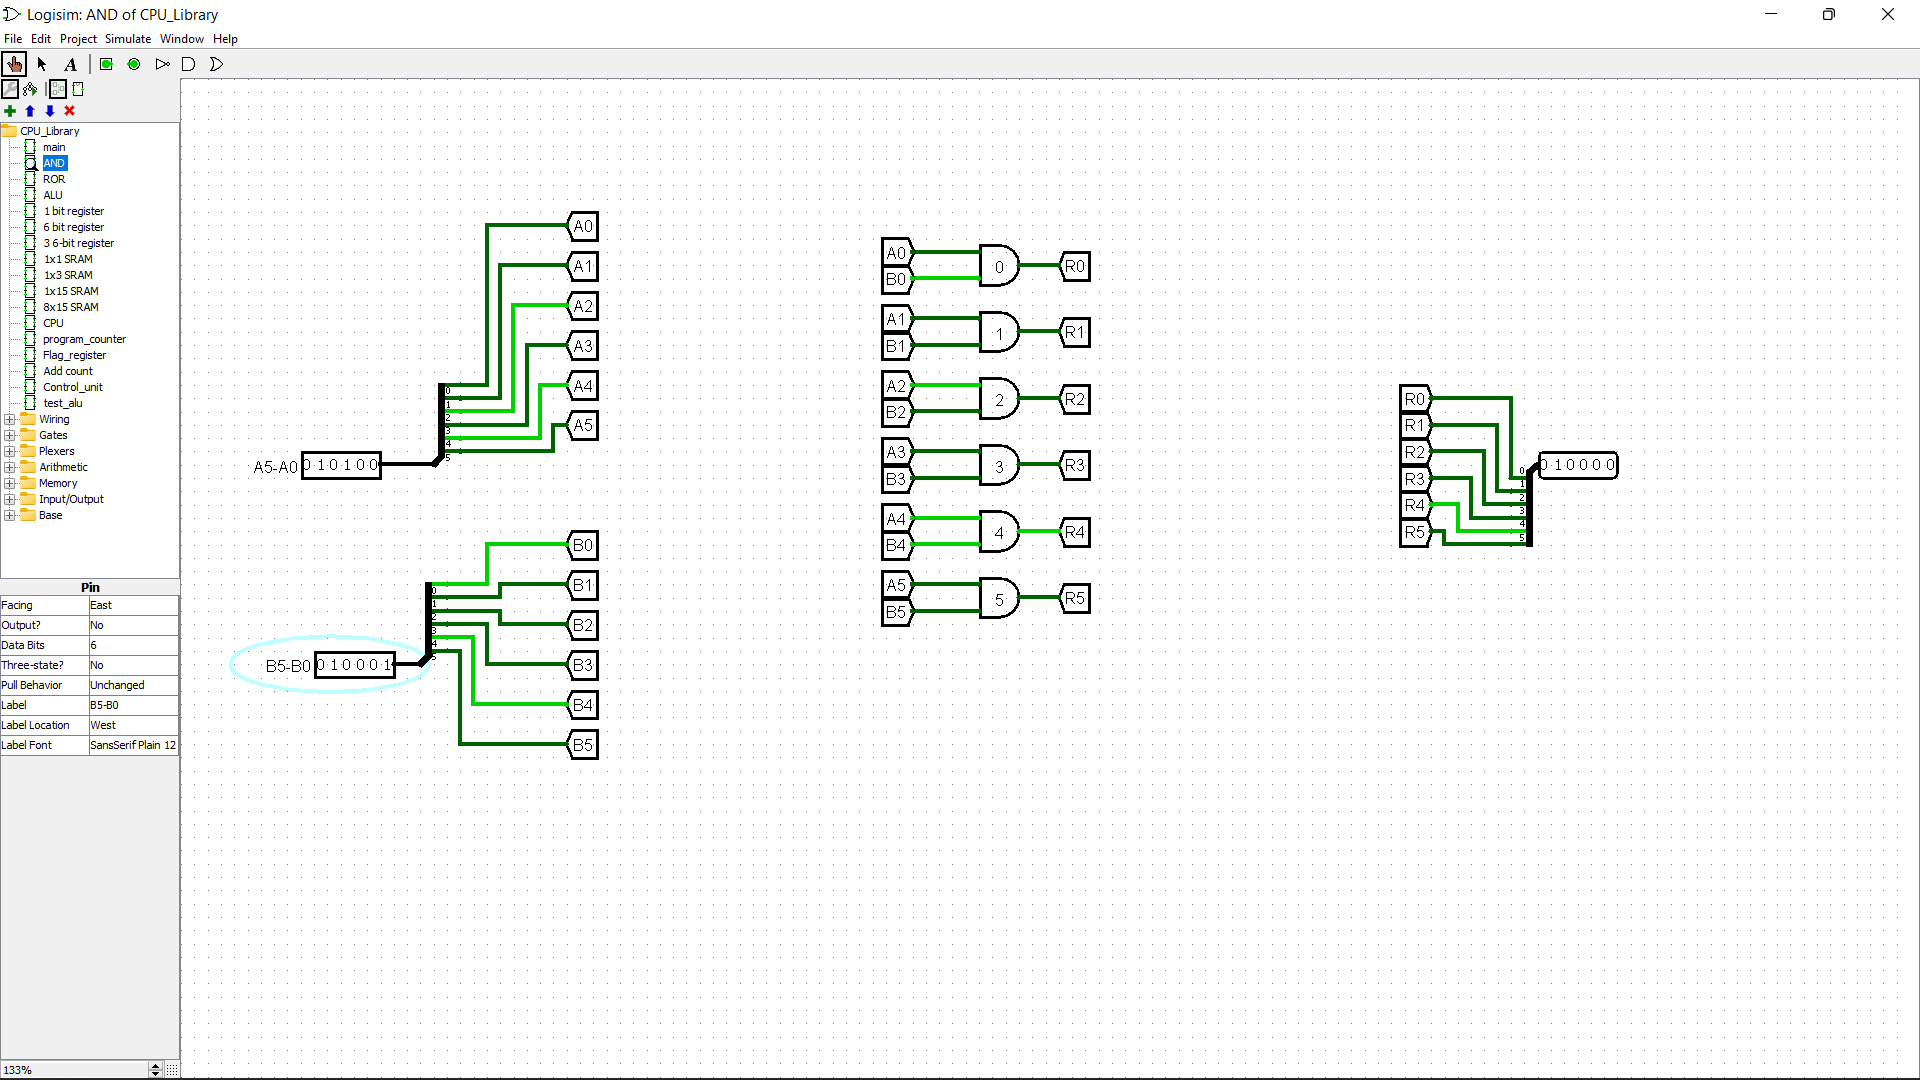 Logisim: AND of CPU_Library
File Edit Project Simulate Window Help
A
CPU_Library
main
AND
ROR
ALU
1 bit register
6 bit register
3 6-bit register
1x1 SRAM
1x3 SRAM
1x15 SRAM
8x15 SRAM
CPU
program_counter
Flag_register
Add count
Control_unit
test_alu
Wiring
Gates
Plexers
Arithmetic
Memory
Input/Output
Base
Pin
Facing East
Output? No
Data Bits 6
Three-state? No
Pull Behavior Unchanged
Label B5-B0
Label Location West
Label Font SansSerif Plain 12
133%
A0
A1
A2
A3
A4
A5
0
1
2
3
4
5
A5-A0 0 1 0 1 0 0
B0
B1
B2
B3
B4
B5
0
1
2
3
4
5
B5-B0 0 1 0 0 0 1
A0
B0 0 R0
A1
B1 1 R1
A2
B2 2 R2
A3
B3 3 R3
A4
B4 4 R4
A5
B5 5 R5
R0
R1
R2
R3
R4
R5
0
1
2
3
4
5
0 1 0 0 0 0